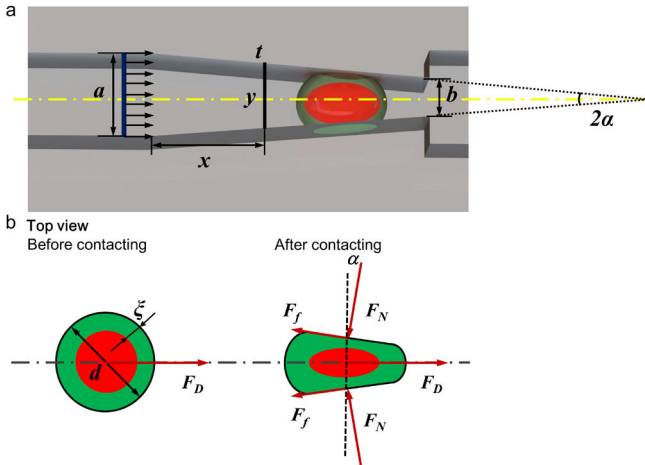 a
t
a
y
b
x
2α
b Top view
Before contacting
After contacting
α
ξ
F_f
F_N
d
F_D
F_D
F_f
F_N